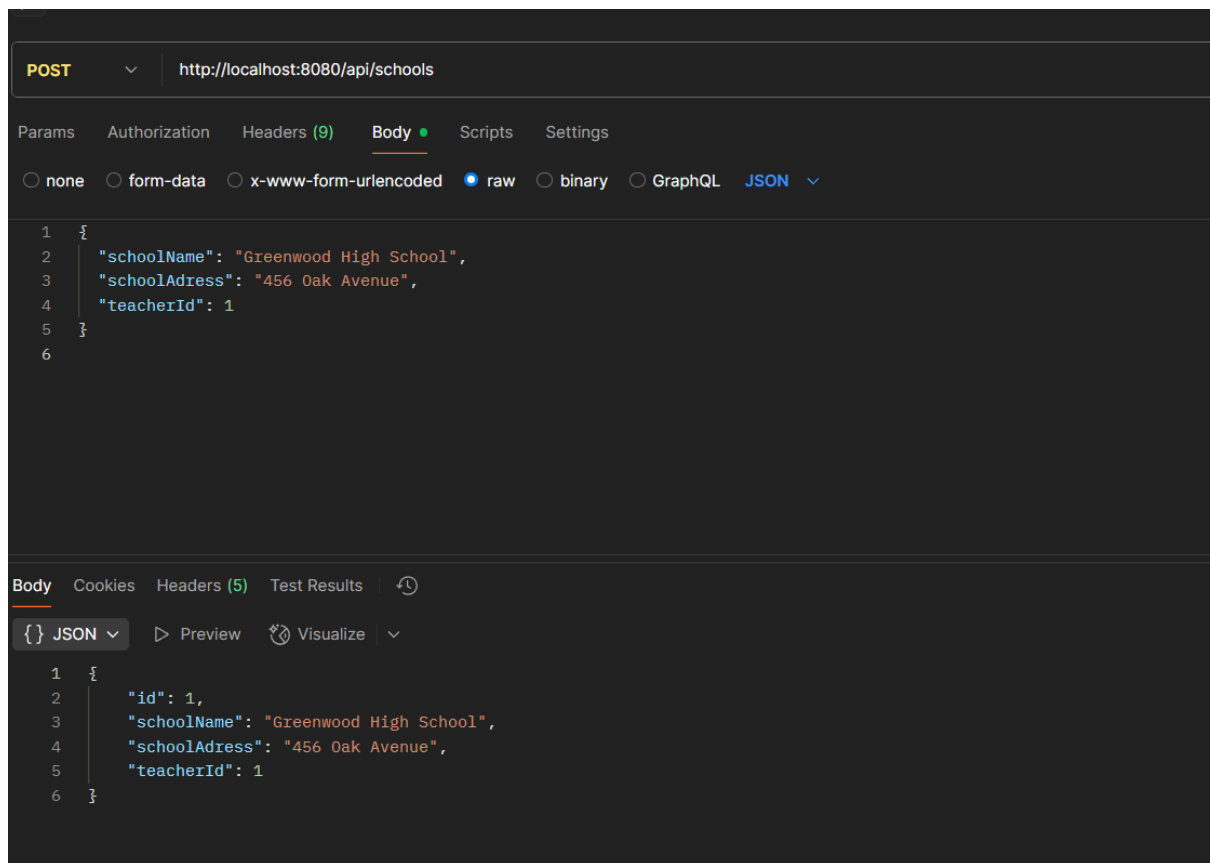 POST http://localhost:8080/api/schools
Params Authorization Headers (9) Body Scripts Settings
none form-data x-www-form-urlencoded raw binary GraphQL JSON
1 {
2 "schoolName": "Greenwood High School",
3 "schoolAdress": "456 Oak Avenue",
4 "teacherId": 1
5 }
6
Body Cookies Headers (5) Test Results
{} JSON Preview Visualize
1 {
2 "id": 1,
3 "schoolName": "Greenwood High School",
4 "schoolAdress": "456 Oak Avenue",
5 "teacherId": 1
6 }